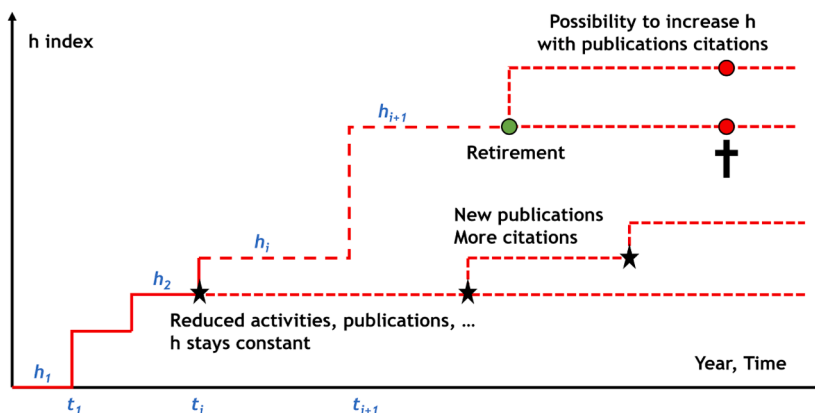 Possibility to increase h
with publications citations
h index
h_{i+1}
Retirement
New publications
More citations
h_i
h_2
Reduced activities, publications, ...
h stays constant
Year, Time
h_1
t_1
t_i
t_{i+1}